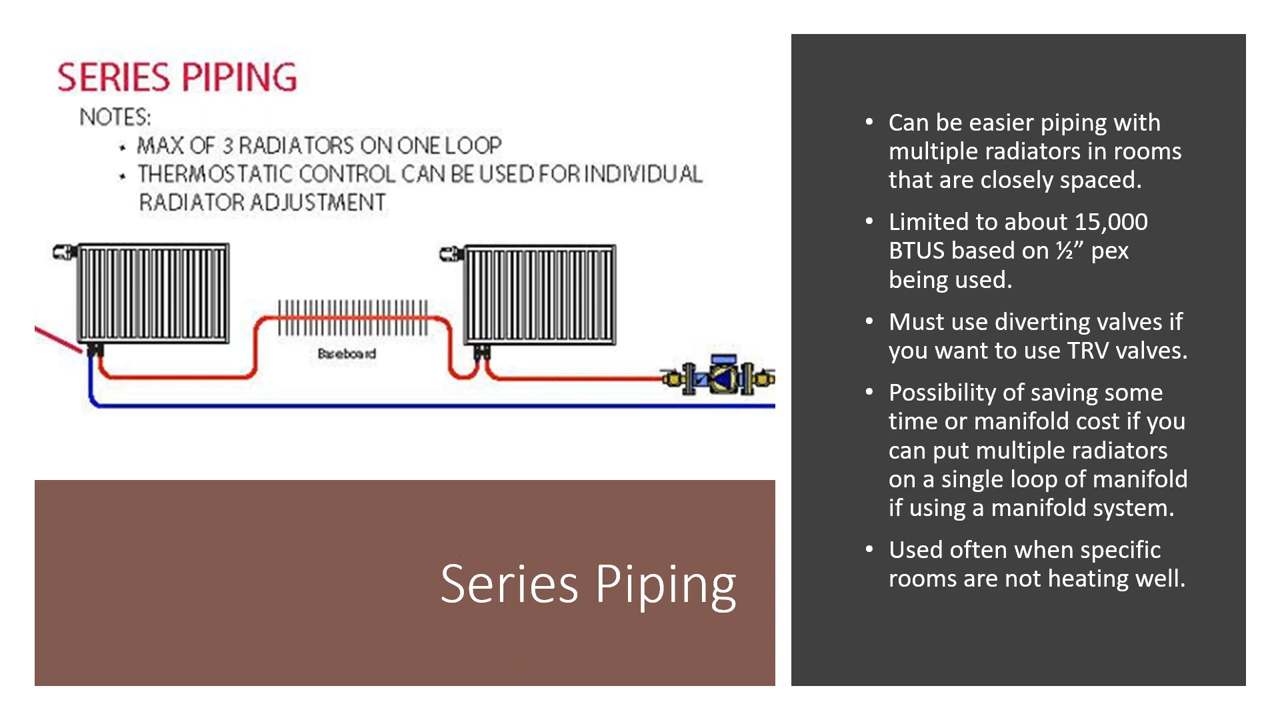 SERIES PIPING
NOTES:
• MAX OF 3 RADIATORS ON ONE LOOP
• THERMOSTATIC CONTROL CAN BE USED FOR INDIVIDUAL
RADIATOR ADJUSTMENT
Baseboard
Series Piping
• Can be easier piping with
multiple radiators in rooms
that are closely spaced.
• Limited to about 15,000
BTUS based on ½” pex
being used.
• Must use diverting valves if
you want to use TRV valves.
• Possibility of saving some
time or manifold cost if you
can put multiple radiators
on a single loop of manifold
if using a manifold system.
• Used often when specific
rooms are not heating well.